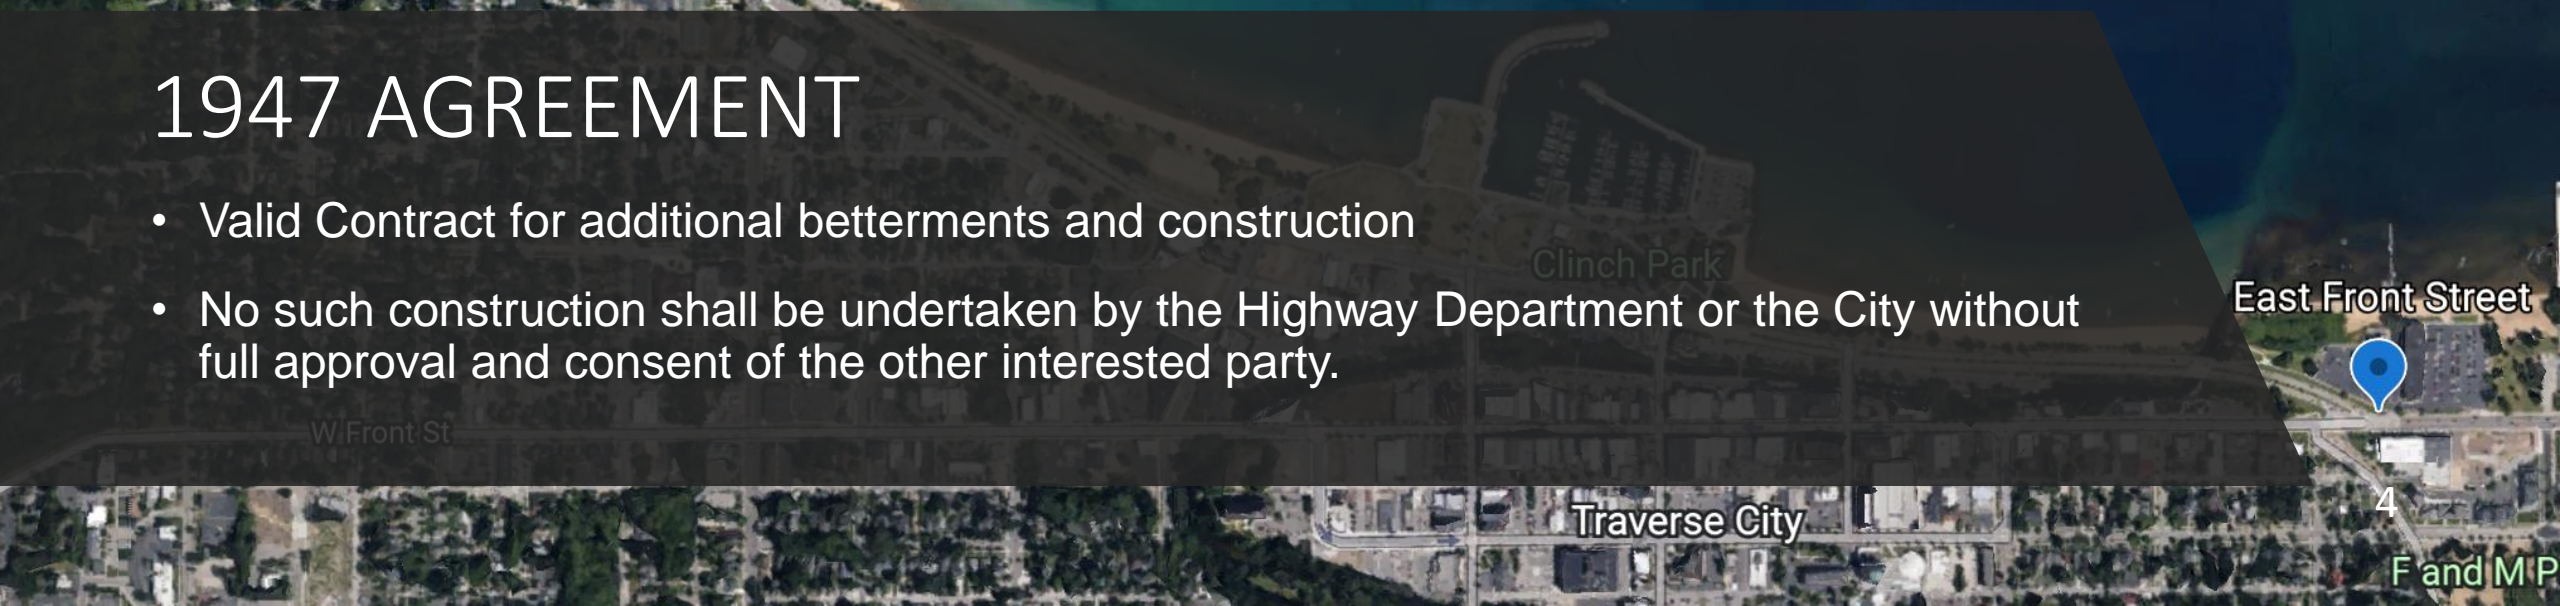 1947 AGREEMENT
• Valid Contract for additional betterments and construction
Clinch Park
• No such construction shall be undertaken by the Highway Department or the City without
full approval and consent of the other interested party.
East Front Street
W Front St
4
Traverse City
F and M P